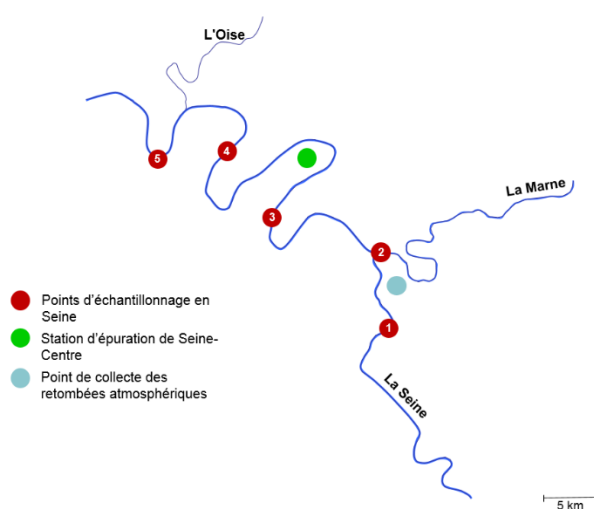 L'Oise
La Marne
5
4
3
2
1
Points d'échantillonnage en
Seine
Station d'épuration de Seine-
Centre
Point de collecte des
retombées atmosphériques
La Seine
5 km